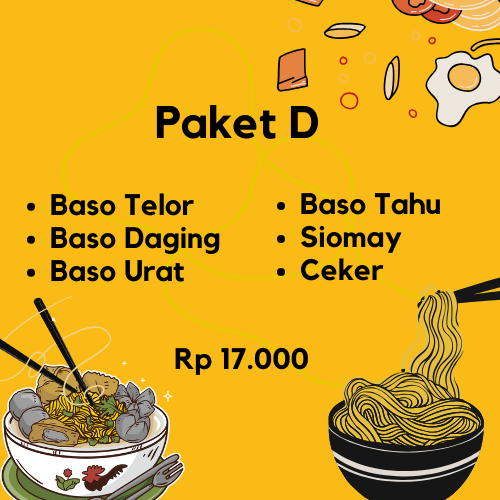 Paket D
• Baso Telor
• Baso Daging
• Baso Urat
• Baso Tahu
• Siomay
• Ceker
Rp 17.000